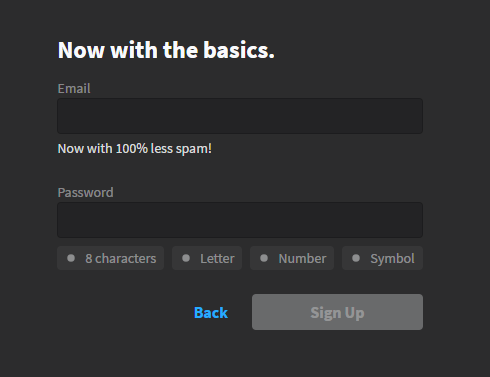 Now with the basics.
Email
Now with 100% less spam!
Password
8 characters Letter Number Symbol
Back Sign Up